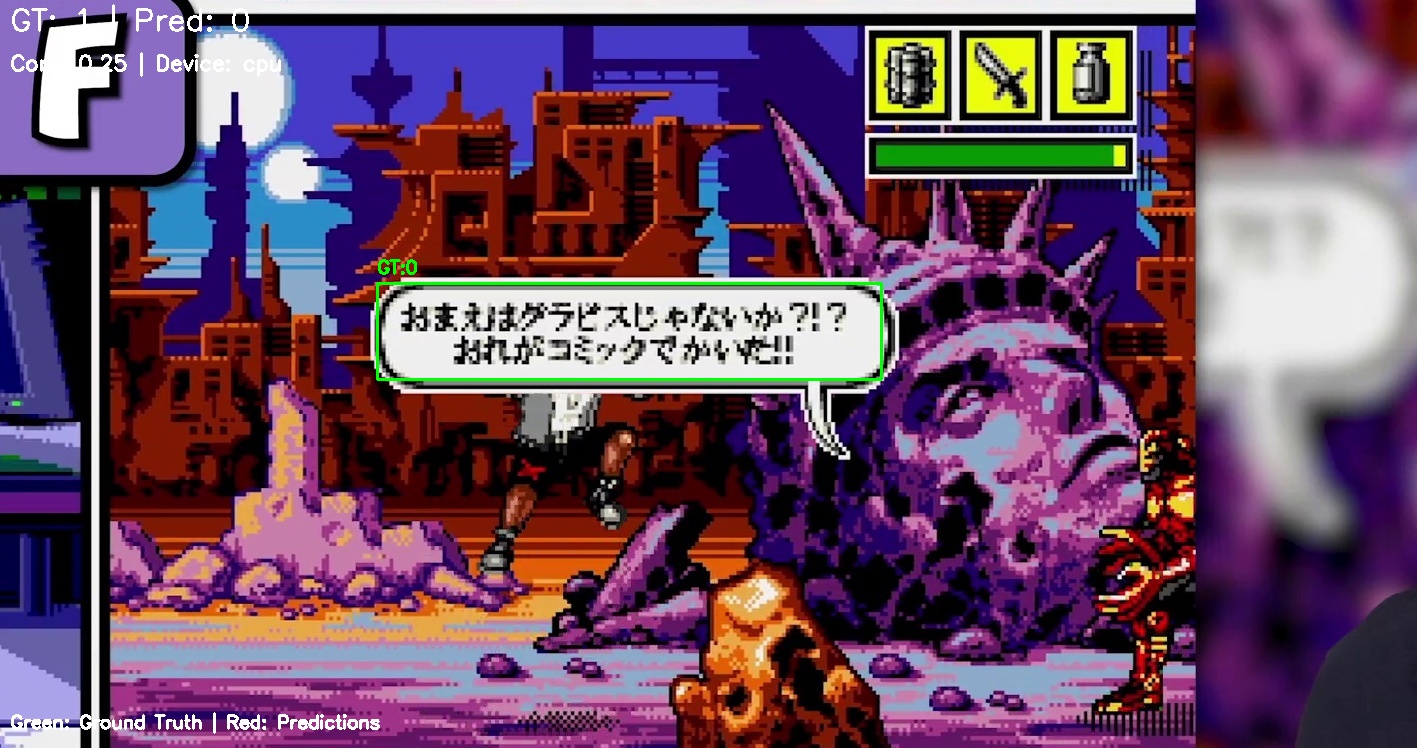 GT: 1 | Pred: 0
Conf: 0.25 | Device: cpu
F
GT:0
おまえはグラビスじゃないか?!?
おれがコミックでかいた!!
Green: Ground Truth | Red: Predictions